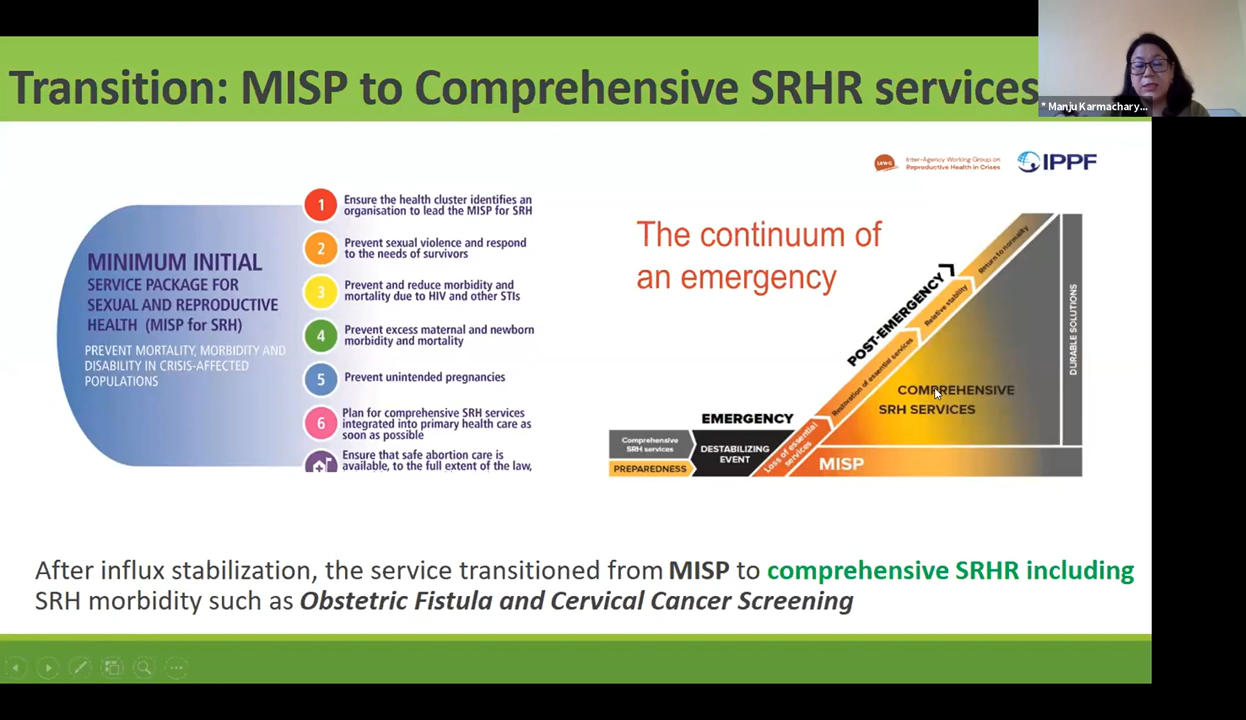 Transition: MISP to Comprehensive SRHR services
* Manju Karmachary...
Inter-Agency Working Group on
Reproductive Health in Crises
IPPF
MINIMUM INITIAL
SERVICE PACKAGE FOR
SEXUAL AND REPRODUCTIVE
HEALTH (MISP for SRH)
PREVENT MORTALITY, MORBIDITY AND
DISABILITY IN CRISIS-AFFECTED
POPULATIONS
1
Ensure the health cluster identifies an
organisation to lead the MISP for SRH
2
Prevent sexual violence and respond
to the needs of survivors
3
Prevent and reduce morbidity and
mortality due to HIV and other STIs
4
Prevent excess maternal and newborn
morbidity and mortality
5
Prevent unintended pregnancies
6
Plan for comprehensive SRH services
integrated into primary health care as
soon as possible
Ensure that safe abortion care is
available, to the full extent of the law,
The continuum of
an emergency
Comprehensive
SRH services
PREPAREDNESS
EMERGENCY
DESTABILIZING
EVENT
Loss of essential
services
POST-EMERGENCY
Restoration of essential services
Relative stability
Return to normality
COMPREHENSIVE
SRH SERVICES
MISP
DURABLE SOLUTIONS
After influx stabilization, the service transitioned from MISP to comprehensive SRHR including
SRH morbidity such as Obstetric Fistula and Cervical Cancer Screening